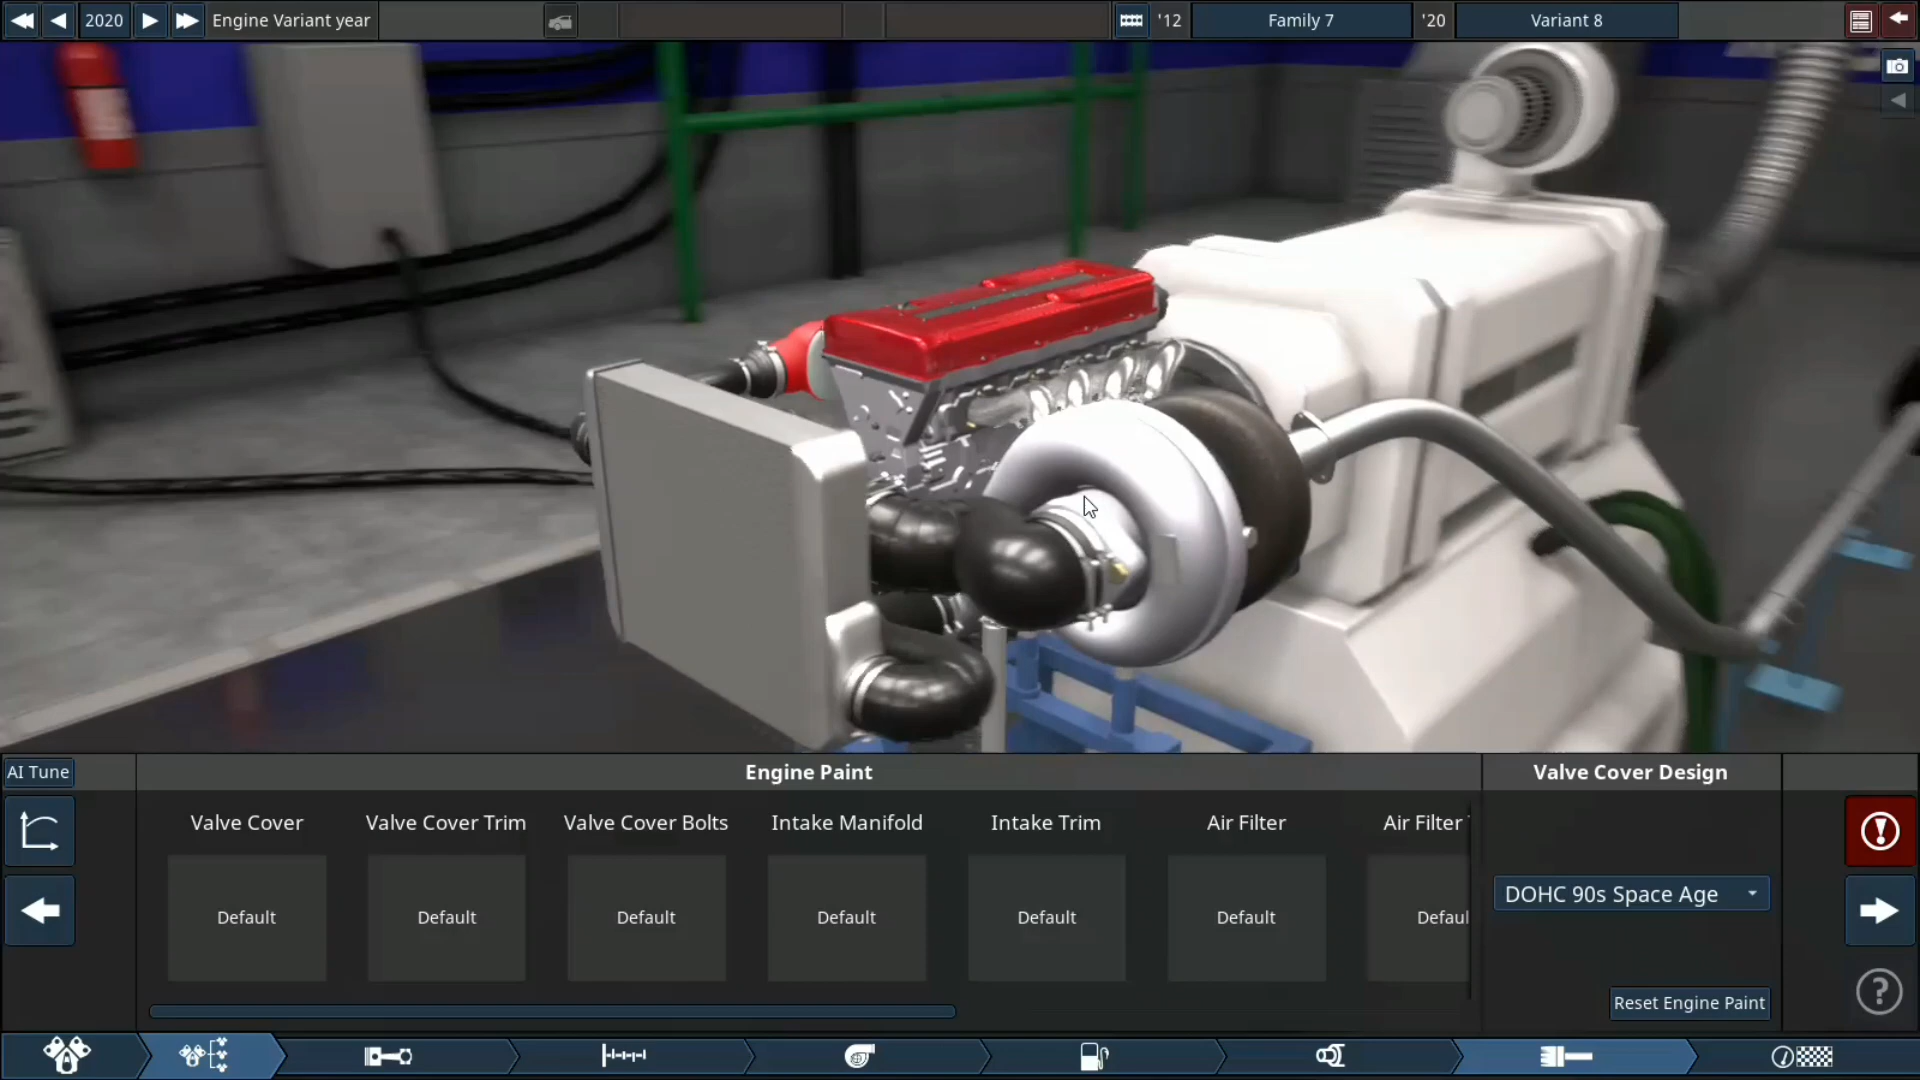 2020
Engine Variant year
'12
Family 7
'20
Variant 8
AI Tune
Engine Paint
Valve Cover Design
Valve Cover
Valve Cover Trim
Valve Cover Bolts
Intake Manifold
Intake Trim
Air Filter
Air Filter
Default
Default
Default
Default
Default
Default
Defaul
DOHC 90s Space Age
Reset Engine Paint